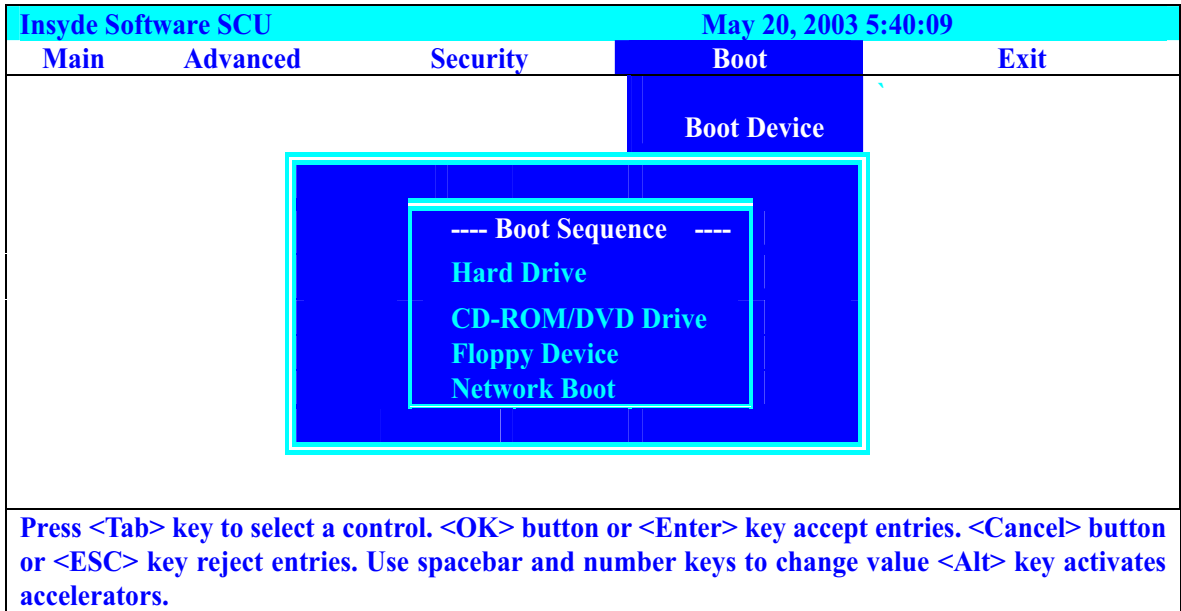 Insyde Software SCU May 20, 2003 5:40:09
Main Advanced Security Boot Exit
`
Boot Device
---- Boot Sequence ----
Hard Drive
CD-ROM/DVD Drive
Floppy Device
Network Boot
Press <Tab> key to select a control. <OK> button or <Enter> key accept entries. <Cancel> button
or <ESC> key reject entries. Use spacebar and number keys to change value <Alt> key activates
accelerators.